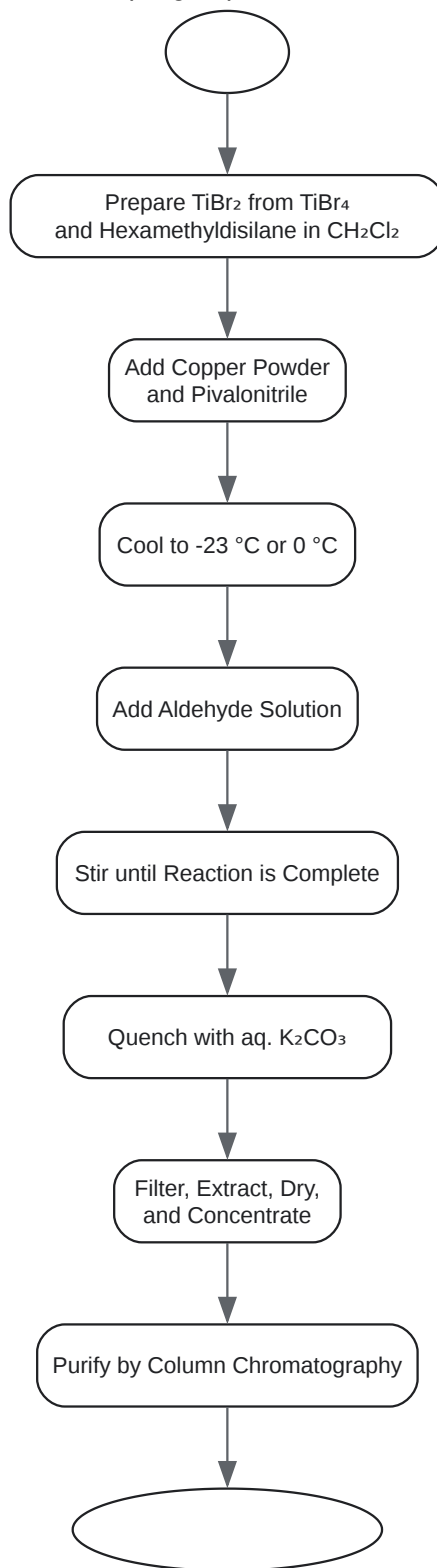 Prepare TiBr₂ from TiBr₄
and Hexamethyldisilane in CH₂Cl₂
Add Copper Powder
and Pivalonitrile
Cool to -23 °C or 0 °C
Add Aldehyde Solution
Stir until Reaction is Complete
Quench with aq. K₂CO₃
Filter, Extract, Dry,
and Concentrate
Purify by Column Chromatography